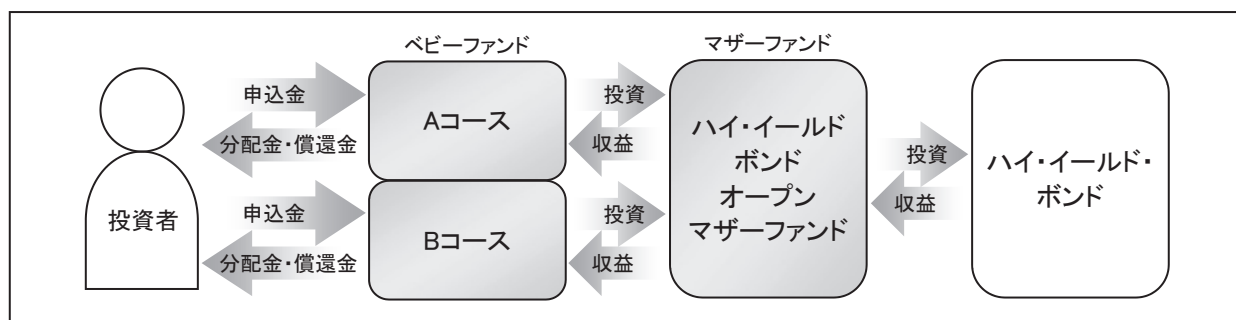 ベビーファンド
マザーファンド
投資者
申込金
分配金・償還金
申込金
分配金・償還金
Aコース
Bコース
投資
収益
投資
収益
ハイ・イールド
ボンド
オープン
マザーファンド
投資
収益
ハイ・イールド・
ボンド